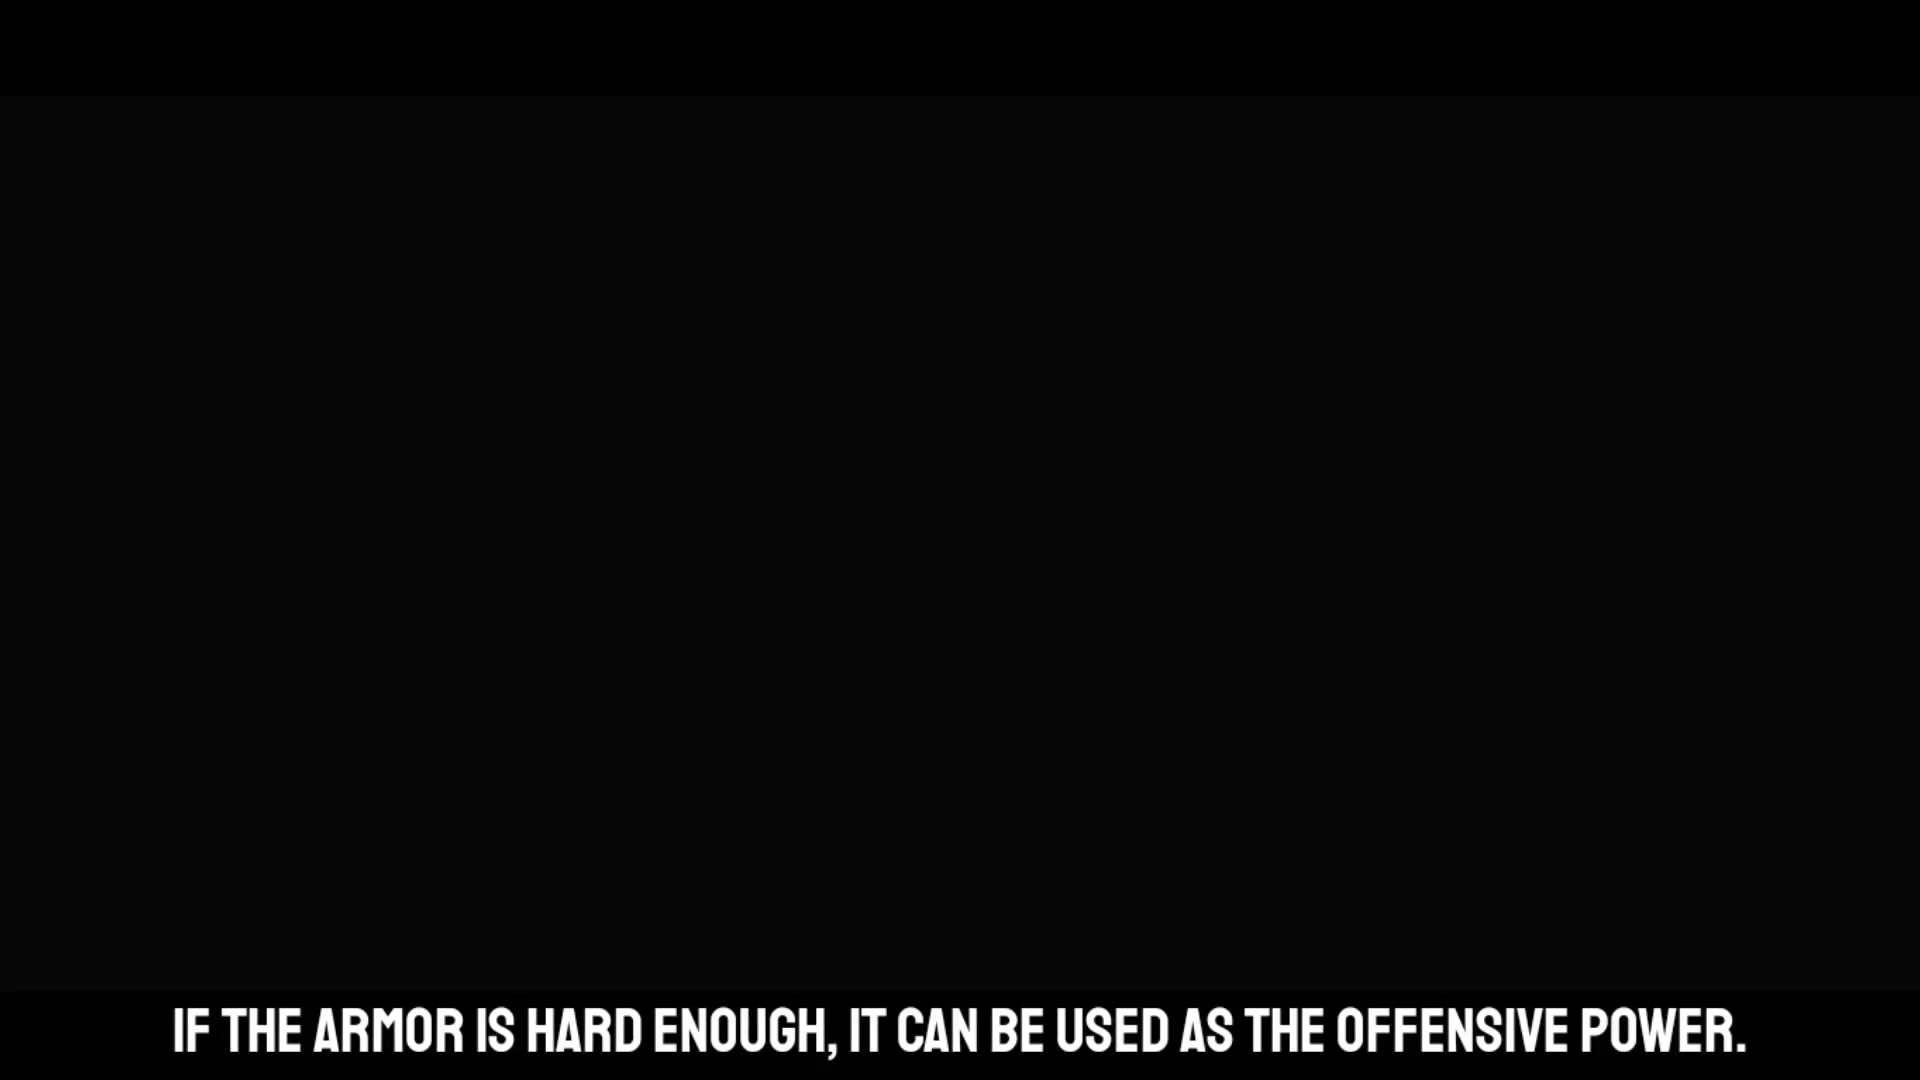 IF THE ARMOR IS HARD ENOUGH, IT CAN BE USED AS THE OFFENSIVE POWER.